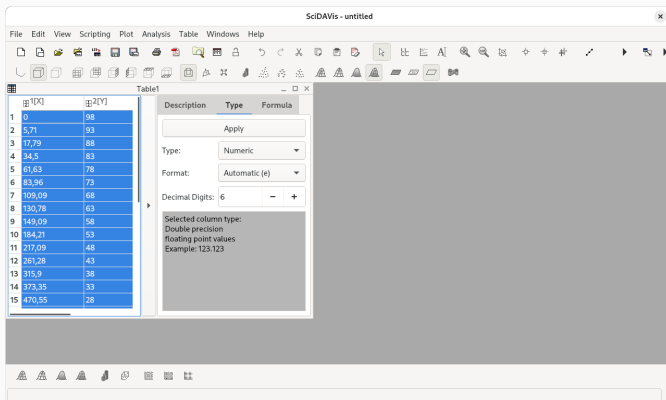 SciDAVis - untitled
File Edit View Scripting Plot Analysis Table Windows Help
Table1
1[X] 2[Y]
1 0 98
2 5,71 93
3 17,79 88
4 34,5 83
5 61,63 78
6 83,96 73
7 109,09 68
8 130,78 63
9 149,09 58
10 184,21 53
11 217,09 48
12 261,28 43
13 315,9 38
14 373,35 33
15 470,55 28
Description Type Formula
Apply
Type: Numeric
Format: Automatic (e)
Decimal Digits: 6 − +
Selected column type:
Double precision
floating point values
Example: 123.123